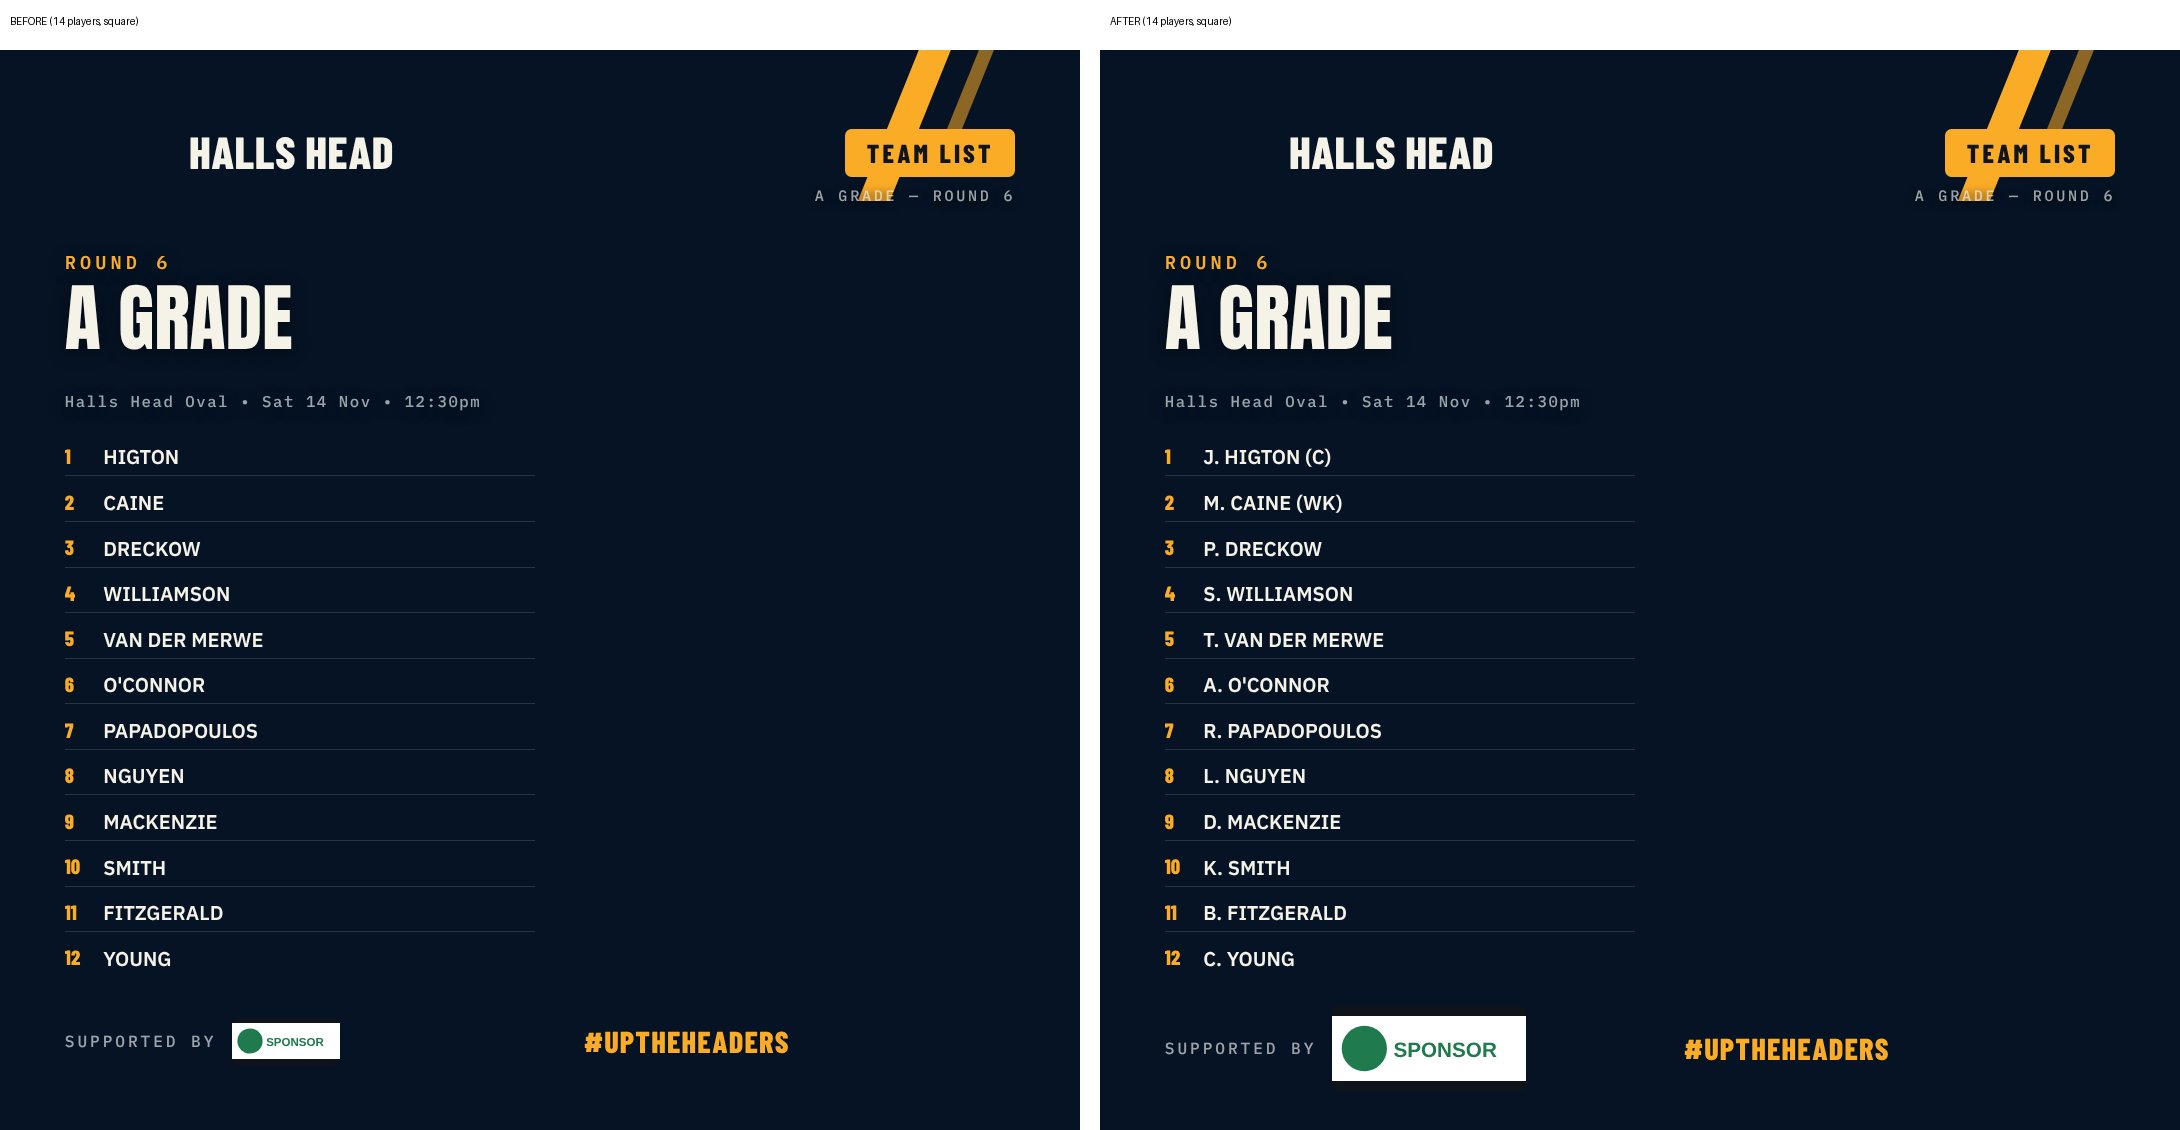 BEFORE (14 players, square)
HALLS HEAD
TEAM LIST
A GRADE — ROUND 6
ROUND 6
A GRADE
Halls Head Oval • Sat 14 Nov • 12:30pm
1 HIGTON
2 CAINE
3 DRECKOW
4 WILLIAMSON
5 VAN DER MERWE
6 O'CONNOR
7 PAPADOPOULOS
8 NGUYEN
9 MACKENZIE
10 SMITH
11 FITZGERALD
12 YOUNG
SUPPORTED BY SPONSOR #UPTHEHEADERS
AFTER (14 players, square)
HALLS HEAD
TEAM LIST
A GRADE — ROUND 6
ROUND 6
A GRADE
Halls Head Oval • Sat 14 Nov • 12:30pm
1 J. HIGTON (C)
2 M. CAINE (WK)
3 P. DRECKOW
4 S. WILLIAMSON
5 T. VAN DER MERWE
6 A. O'CONNOR
7 R. PAPADOPOULOS
8 L. NGUYEN
9 D. MACKENZIE
10 K. SMITH
11 B. FITZGERALD
12 C. YOUNG
SUPPORTED BY SPONSOR #UPTHEHEADERS